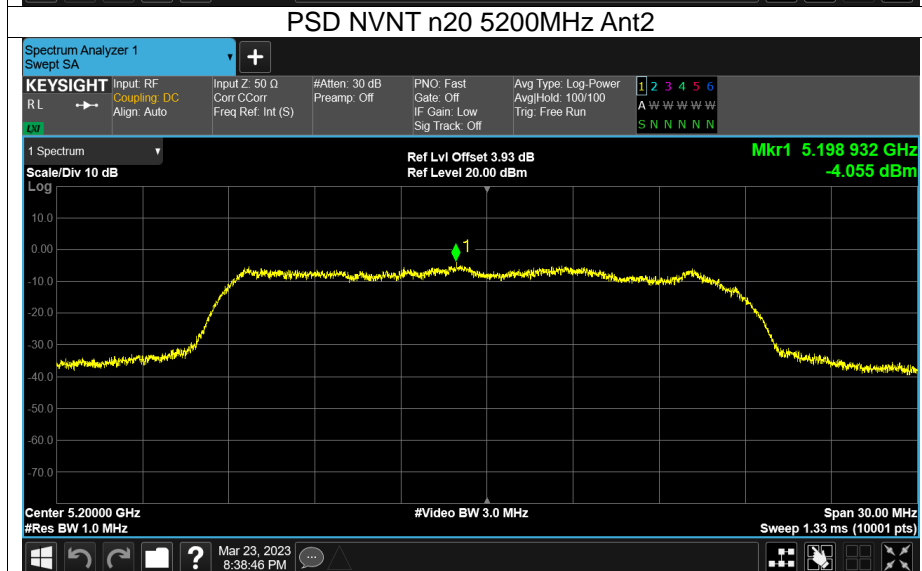 PSD NVNT n20 5200MHz Ant2
Spectrum Analyzer 1
Swept SA
+
KEYSIGHT
RL
LXI
Input: RF
Coupling: DC
Align: Auto
Input Z: 50 Ω
Corr CCorr
Freq Ref: Int (S)
#Atten: 30 dB
Preamp: Off
PNO: Fast
Gate: Off
IF Gain: Low
Sig Track: Off
Avg Type: Log-Power
Avg|Hold: 100/100
Trig: Free Run
1 2 3 4 5 6
A W W W W W
S N N N N N
1 Spectrum
Scale/Div 10 dB
Ref Lvl Offset 3.93 dB
Ref Level 20.00 dBm
Mkr1 5.198 932 GHz
-4.055 dBm
Log
10.0
0.00
-10.0
-20.0
-30.0
-40.0
-50.0
-60.0
-70.0
1
Center 5.20000 GHz
#Res BW 1.0 MHz
#Video BW 3.0 MHz
Span 30.00 MHz
Sweep 1.33 ms (10001 pts)
?
Mar 23, 2023
8:38:46 PM